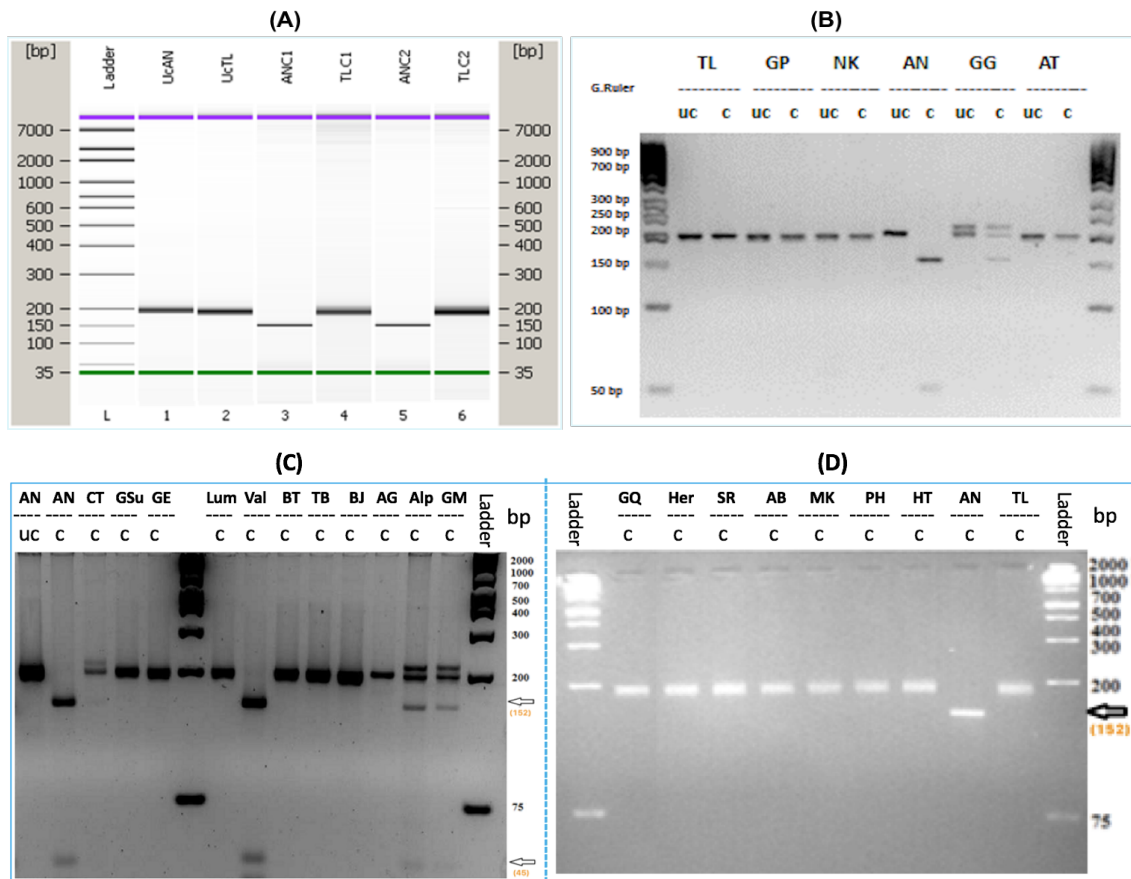 (A)
[bp] Ladder UcAN UcTL ANC1 TLC1 ANC2 TLC2 [bp]
7000 7000
2000 2000
1000 1000
600 600
500 500
400 400
300 300
200 200
150 150
100 100
35 35
L 1 2 3 4 5 6
(B)
TL GP NK AN GG AT
G.Ruler ---------- ---------- ---------- ---------- ---------- ----------
uc c uc c uc c uc c uc c uc c
900 bp
700 bp
300 bp
250 bp
200 bp
150 bp
100 bp
50 bp
(C)
AN AN CT GSu GE Lum Val BT TB BJ AG Alp GM Ladder bp
---- ---- ---- ---- ---- ---- ---- ---- ---- ---- ---- ---- ----
uc c c c c c c c c c c c c
2000
1000
700
500
400
300
200
(152)
75
(45)
(D)
Ladder GQ Her SR AB MK PH HT AN TL Ladder bp
----- ----- ----- ----- ----- ----- ----- ----- -----
c c c c c c c c c
2000
1000
700
500
400
300
200
(152)
75